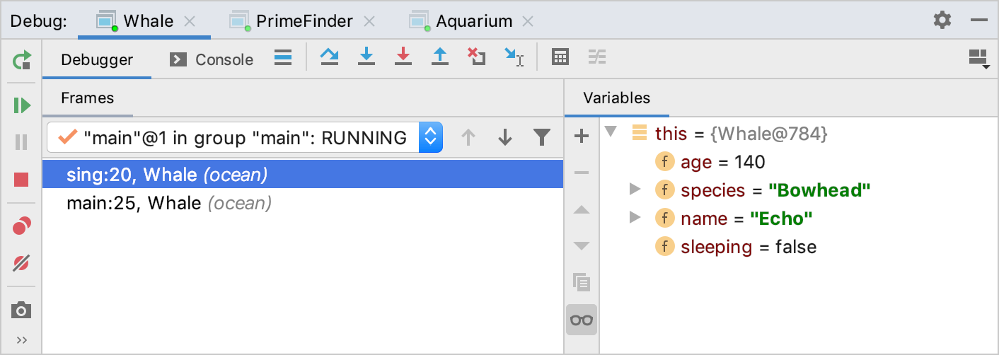 Debug: Whale PrimeFinder Aquarium
Debugger Console
Frames
Variables
"main"@1 in group "main": RUNNING
sing:20, Whale (ocean)
main:25, Whale (ocean)
this = {Whale@784}
f age = 140
f species = "Bowhead"
f name = "Echo"
f sleeping = false